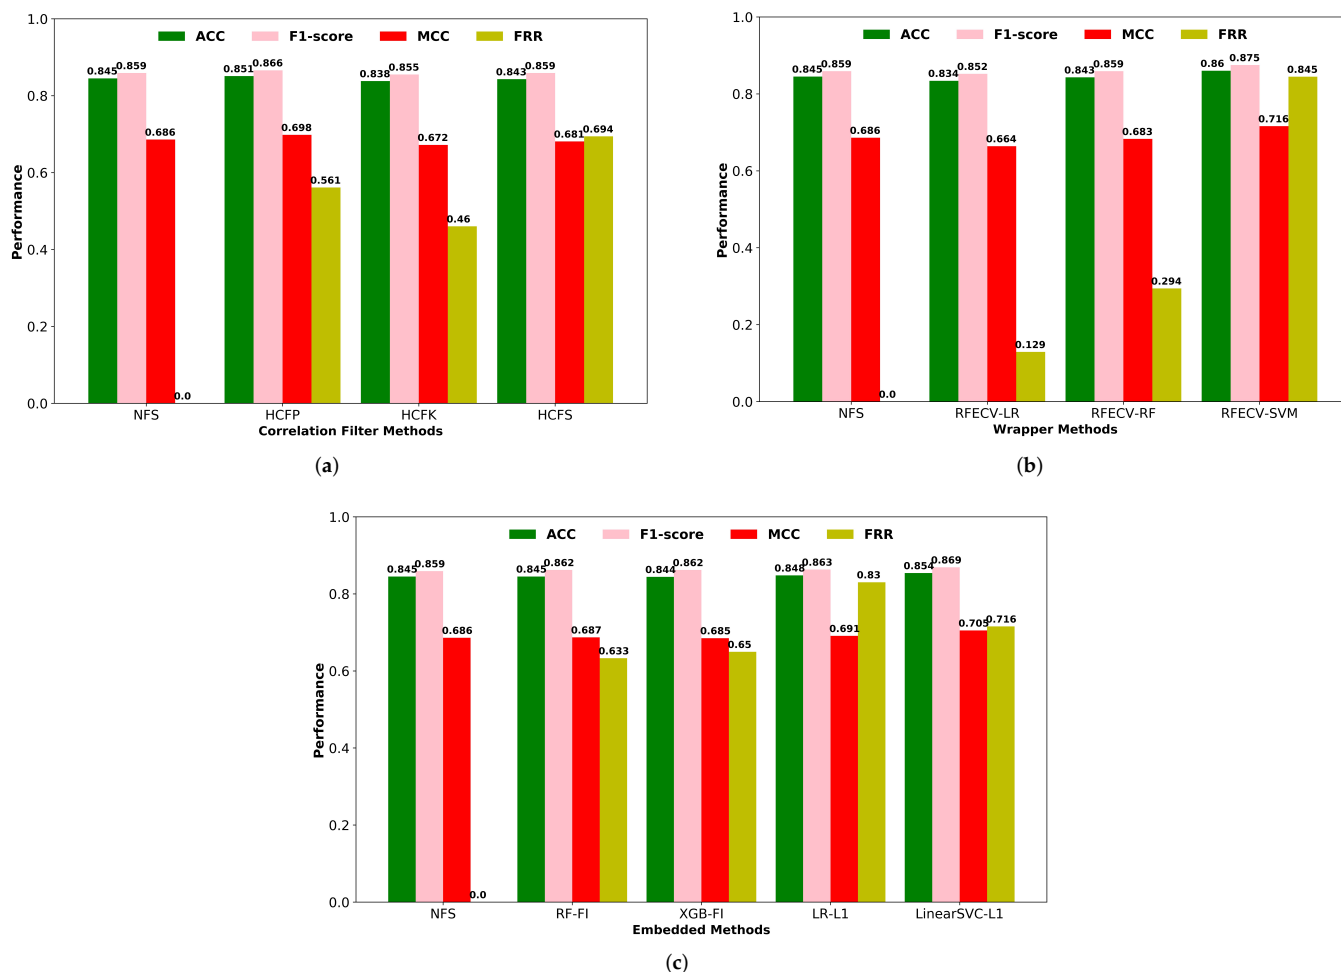 1.0
0.8
0.6
0.4
0.2
0.0
Performance
ACC F1-score MCC FRR
0.845 0.859 0.686 0.0
0.851 0.866 0.698 0.561
0.838 0.855 0.672 0.46
0.843 0.859 0.681 0.694
NFS HCFP HCFK HCFS
Correlation Filter Methods
(a)
1.0
0.8
0.6
0.4
0.2
0.0
Performance
ACC F1-score MCC FRR
0.845 0.859 0.686 0.0
0.834 0.852 0.664 0.129
0.843 0.859 0.683 0.294
0.86 0.875 0.716 0.845
NFS RFECV-LR RFECV-RF RFECV-SVM
Wrapper Methods
(b)
1.0
0.8
0.6
0.4
0.2
0.0
Performance
ACC F1-score MCC FRR
0.845 0.859 0.686 0.0
0.845 0.862 0.687 0.633
0.844 0.862 0.685 0.65
0.848 0.863 0.691 0.83
0.854 0.869 0.705 0.716
NFS RF-FI XGB-FI LR-L1 LinearSVC-L1
Embedded Methods
(c)